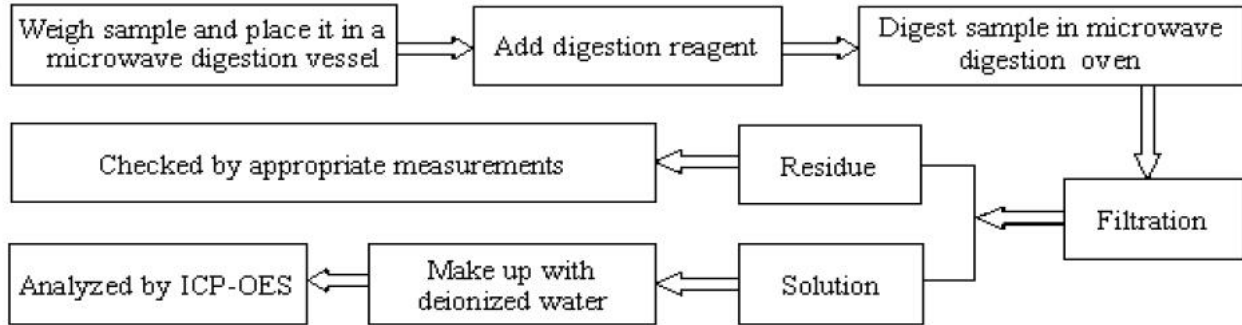 Weigh sample and place it in a
microwave digestion vessel
Add digestion reagent
Digest sample in microwave
digestion oven
Filtration
Residue
Checked by appropriate measurements
Solution
Make up with
deionized water
Analyzed by ICP-OES